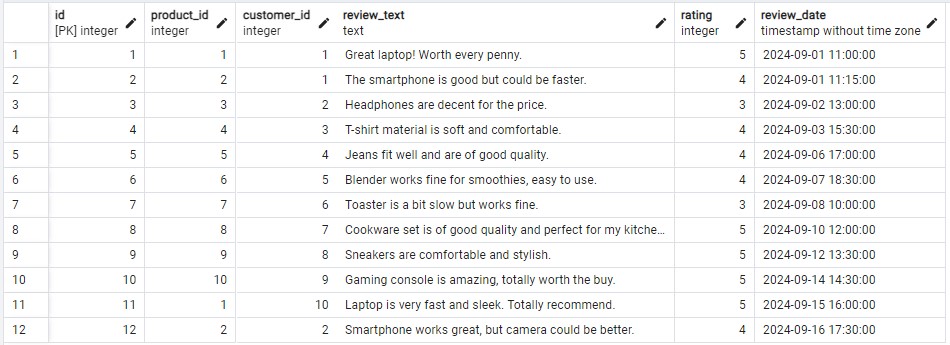 id product_id customer_id review_text rating review_date
[PK] integer integer integer text integer timestamp without time zone
1 1 1 1 Great laptop! Worth every penny. 5 2024-09-01 11:00:00
2 2 2 1 The smartphone is good but could be faster. 4 2024-09-01 11:15:00
3 3 3 2 Headphones are decent for the price. 3 2024-09-02 13:00:00
4 4 4 3 T-shirt material is soft and comfortable. 4 2024-09-03 15:30:00
5 5 5 4 Jeans fit well and are of good quality. 4 2024-09-06 17:00:00
6 6 6 5 Blender works fine for smoothies, easy to use. 4 2024-09-07 18:30:00
7 7 7 6 Toaster is a bit slow but works fine. 3 2024-09-08 10:00:00
8 8 8 7 Cookware set is of good quality and perfect for my kitche... 5 2024-09-10 12:00:00
9 9 9 8 Sneakers are comfortable and stylish. 5 2024-09-12 13:30:00
10 10 10 9 Gaming console is amazing, totally worth the buy. 5 2024-09-14 14:30:00
11 11 1 10 Laptop is very fast and sleek. Totally recommend. 5 2024-09-15 16:00:00
12 12 2 2 Smartphone works great, but camera could be better. 4 2024-09-16 17:30:00